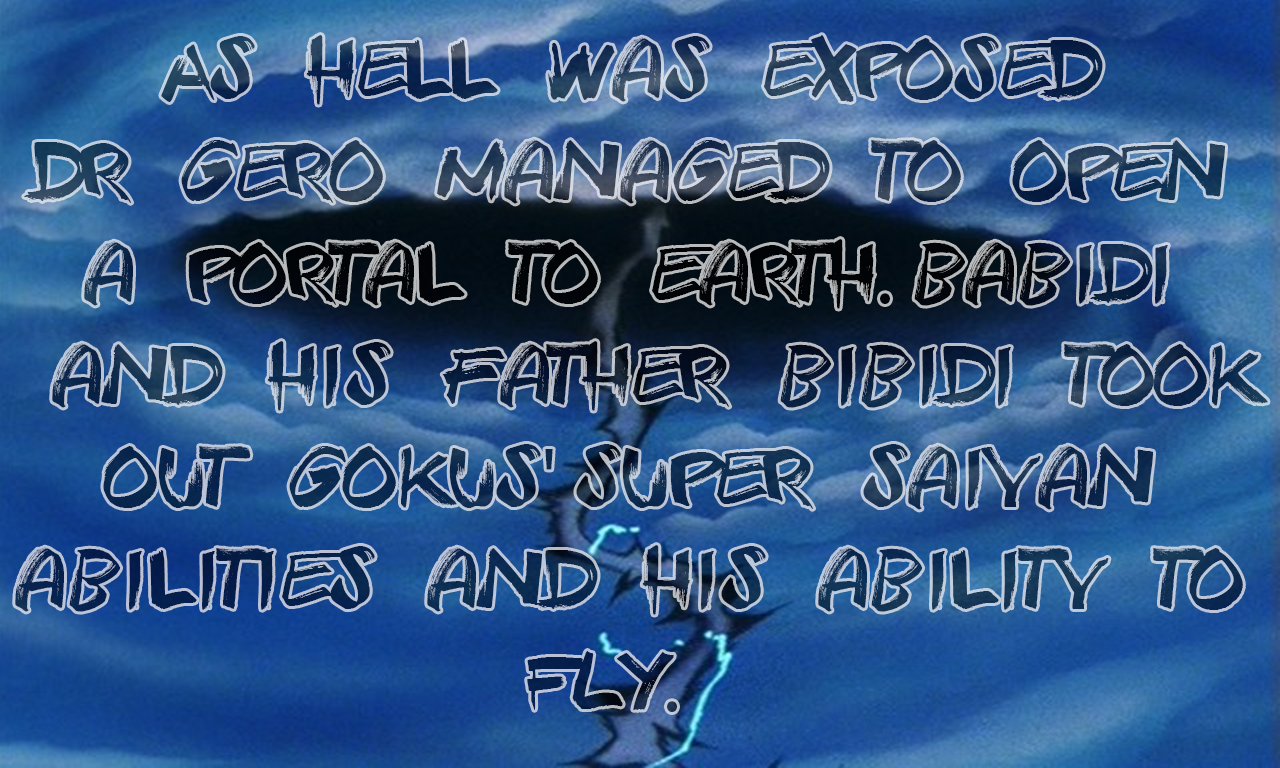 AS HELL WAS EXPOSED
DR GERO MANAGED TO OPEN
A PORTAL TO EARTH. BABIDI
AND HIS FATHER BIBIDI TOOK
OUT GOKUS' SUPER SAIYAN
ABILITIES AND HIS ABILITY TO
FLY.